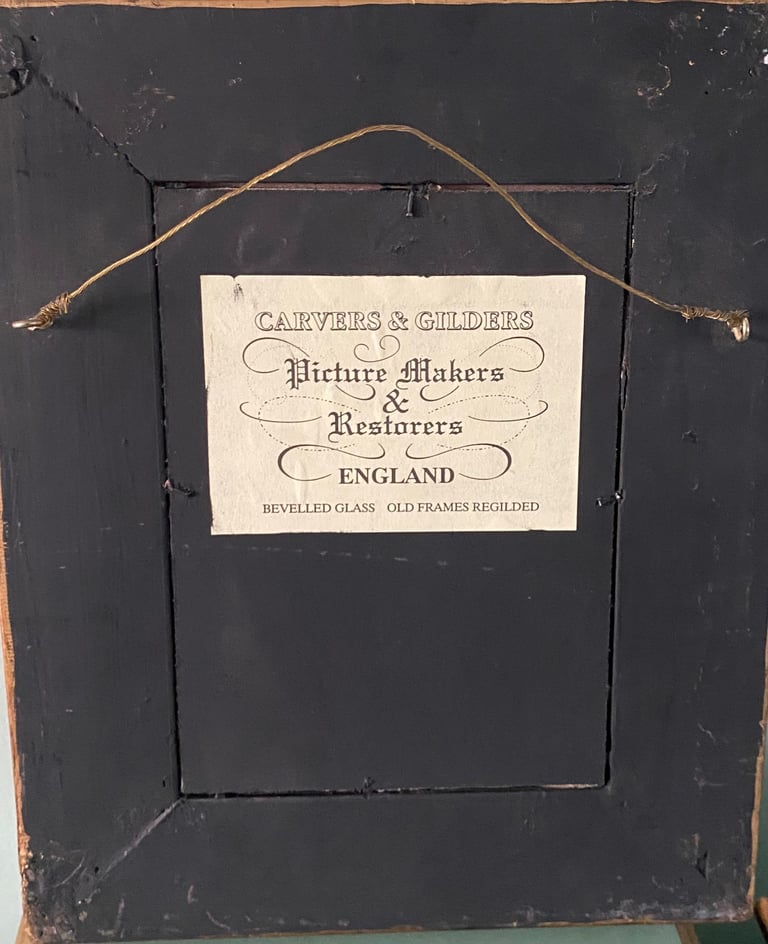 CARVERS & GILDERS
Picture Makers
&
Restorers
ENGLAND
BEVELLED GLASS OLD FRAMES REGILDED